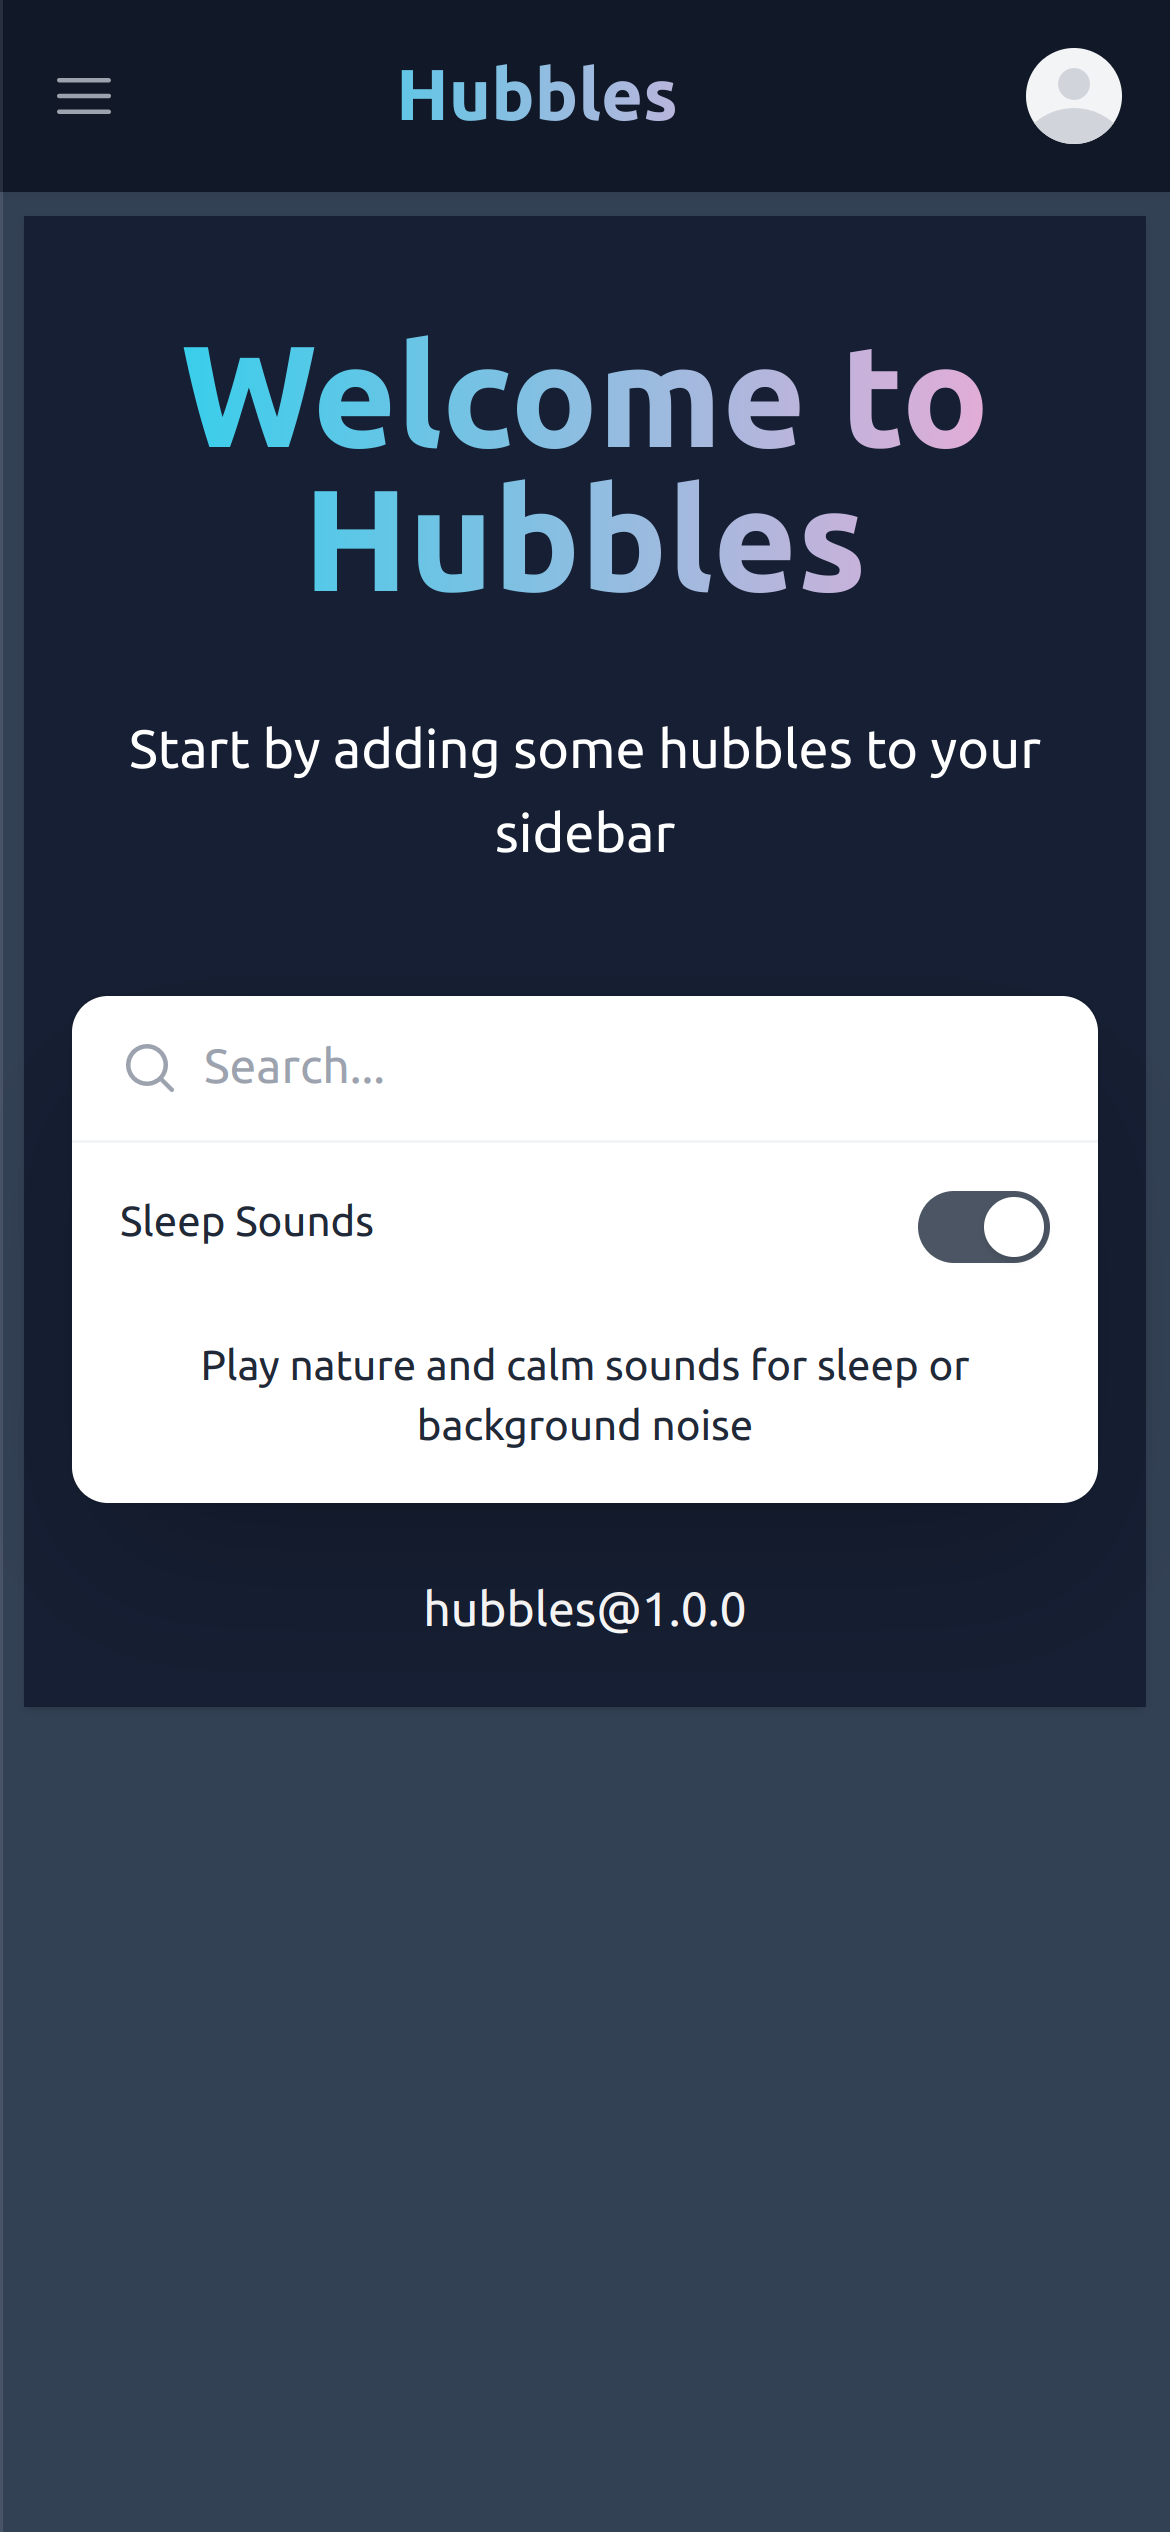 Hubbles
Welcome to
Hubbles
Start by adding some hubbles to your
sidebar
Search...
Sleep Sounds
Play nature and calm sounds for sleep or
background noise
hubbles@1.0.0